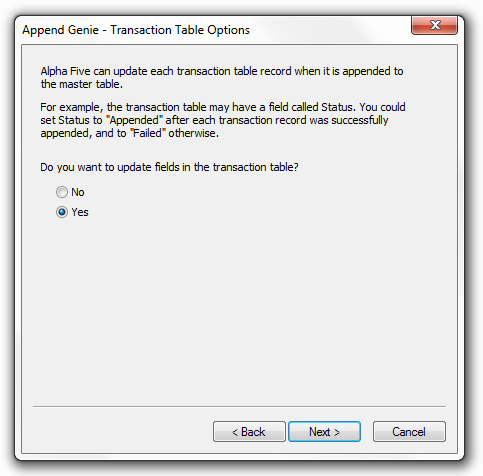 Append Genie - Transaction Table Options
Alpha Five can update each transaction table record when it is appended to
the master table.
For example, the transaction table may have a field called Status. You could
set Status to "Appended" after each transaction record was successfully
appended, and to "Failed" otherwise.
Do you want to update fields in the transaction table?
No
Yes
< Back
Next >
Cancel